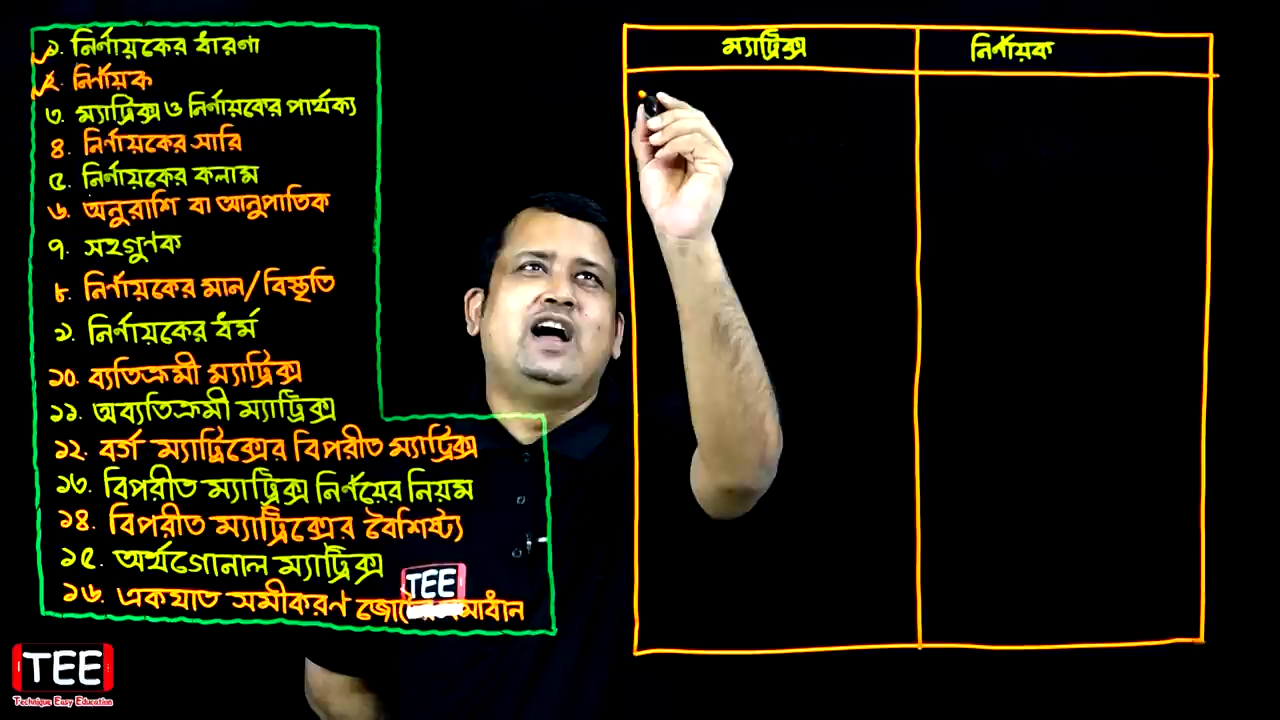 ১. নির্ণায়কের ধারণা
২. নির্ণায়ক
৩. ম্যাট্রিক্স ও নির্ণায়কের পার্থক্য
৪. নির্ণায়কের সারি
৫. নির্ণায়কের কলাম
৬. অনুরাশি বা আনুপাতিক
৭. সহগুণক
৮. নির্ণায়কের মান/বিস্তৃতি
৯. নির্ণায়কের ধর্ম
১০. ব্যতিক্রমী ম্যাট্রিক্স
১১. অব্যতিক্রমী ম্যাট্রিক্স
১২. বর্গ ম্যাট্রিক্সের বিপরীত ম্যাট্রিক্স
১৩. বিপরীত ম্যাট্রিক্স নির্ণয়ের নিয়ম
১৪. বিপরীত ম্যাট্রিক্সের বৈশিষ্ট্য
১৫. অর্থগোনাল ম্যাট্রিক্স
১৬. একঘাত সমীকরণ জোটের সমাধান
ম্যাট্রিক্স নির্ণায়ক
TEE
TEE
Technique Easy Education